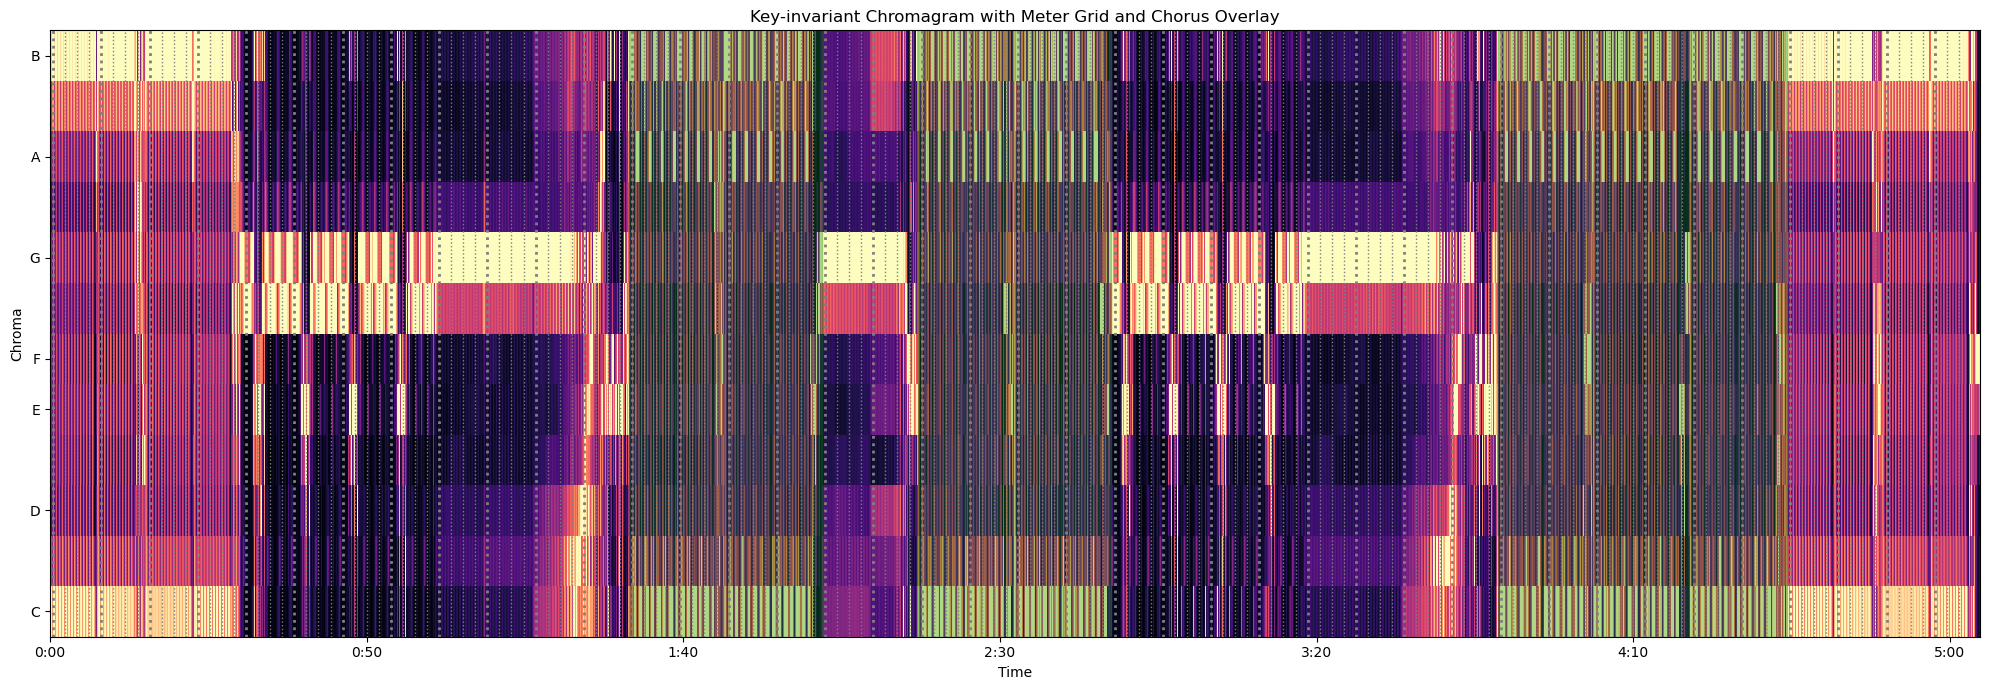 Key-invariant Chromagram with Meter Grid and Chorus Overlay
B
A
G
F
E
D
C
Chroma
0:00 0:50 1:40 2:30 3:20 4:10 5:00
Time